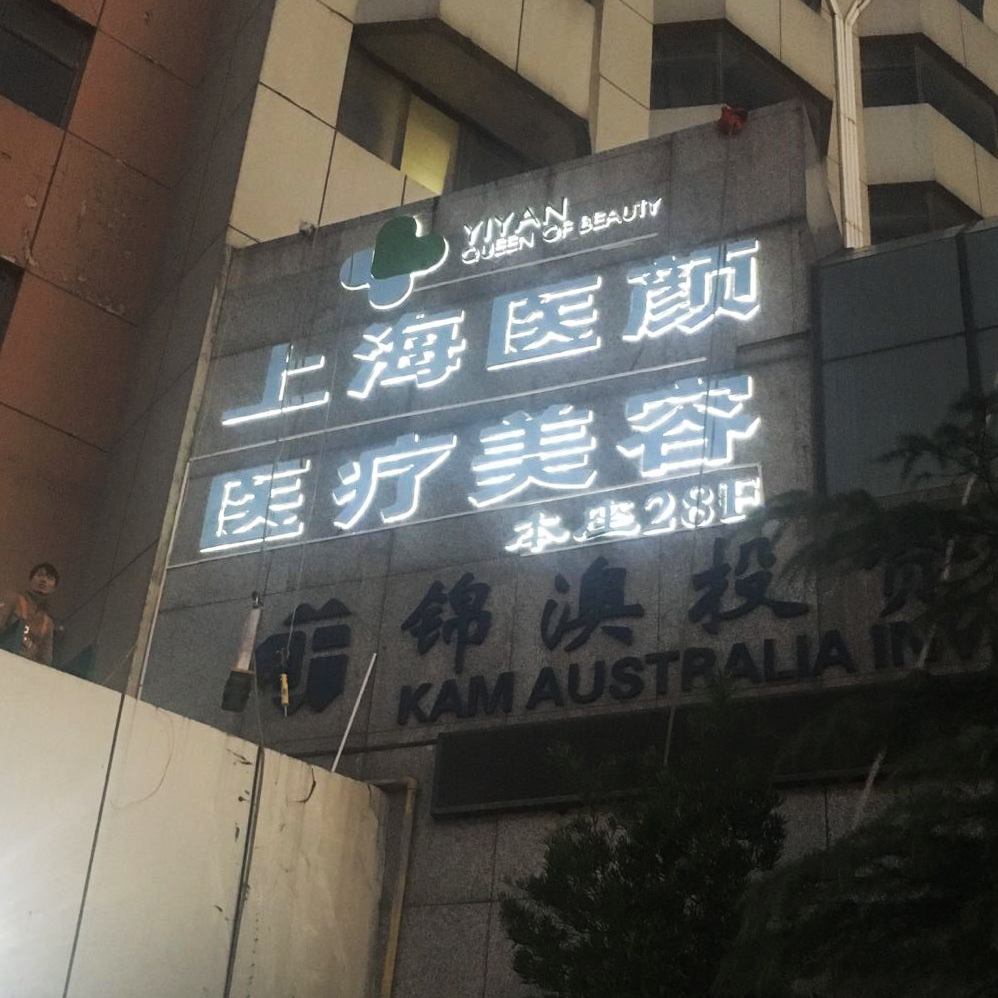 YIYAN
QUEEN OF BEAUTY
上海医颜
医疗美容
本座28F
锦澳投资
KAM AUSTRALIA